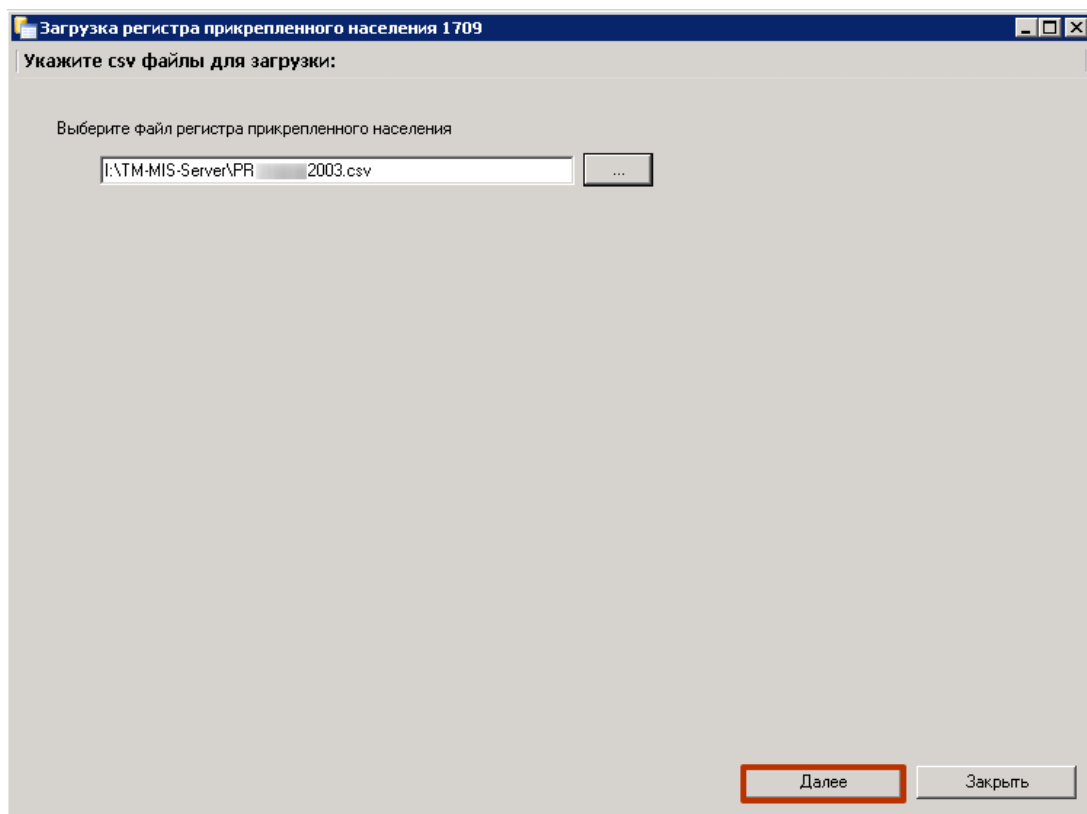 Загрузка регистра прикрепленного населения 1709
Укажите csv файлы для загрузки:
Выберите файл регистра прикрепленного населения
I:\TM-MIS-Server\PR 2003.csv
...
Далее
Закрыть